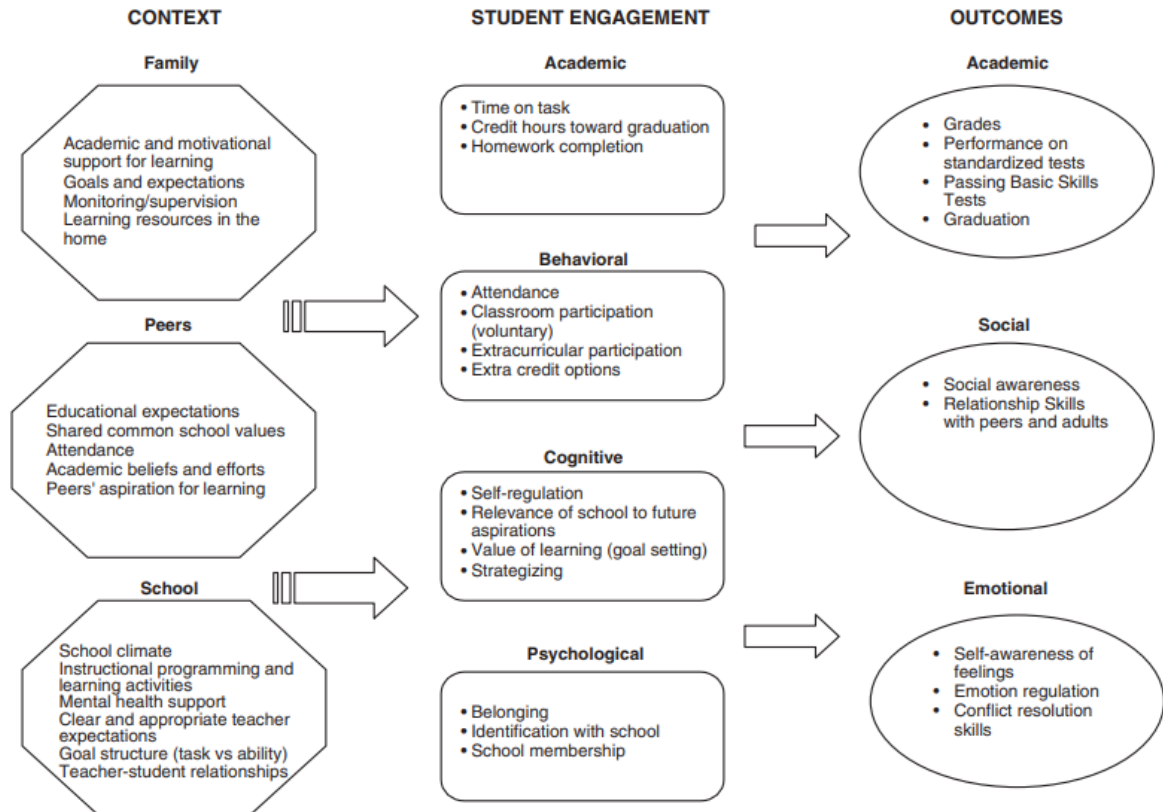 CONTEXT
Family
Academic and motivational
support for learning
Goals and expectations
Monitoring/supervision
Learning resources in the
home
Peers
Educational expectations
Shared common school values
Attendance
Academic beliefs and efforts
Peers' aspiration for learning
School
School climate
Instructional programming and
learning activities
Mental health support
Clear and appropriate teacher
expectations
Goal structure (task vs ability)
Teacher-student relationships
STUDENT ENGAGEMENT
Academic
• Time on task
• Credit hours toward graduation
• Homework completion
Behavioral
• Attendance
• Classroom participation
(voluntary)
• Extracurricular participation
• Extra credit options
Cognitive
• Self-regulation
• Relevance of school to future
aspirations
• Value of learning (goal setting)
• Strategizing
Psychological
• Belonging
• Identification with school
• School membership
OUTCOMES
Academic
• Grades
• Performance on
standardized tests
• Passing Basic Skills
Tests
• Graduation
Social
• Social awareness
• Relationship Skills
with peers and adults
Emotional
• Self-awareness of
feelings
• Emotion regulation
• Conflict resolution
skills